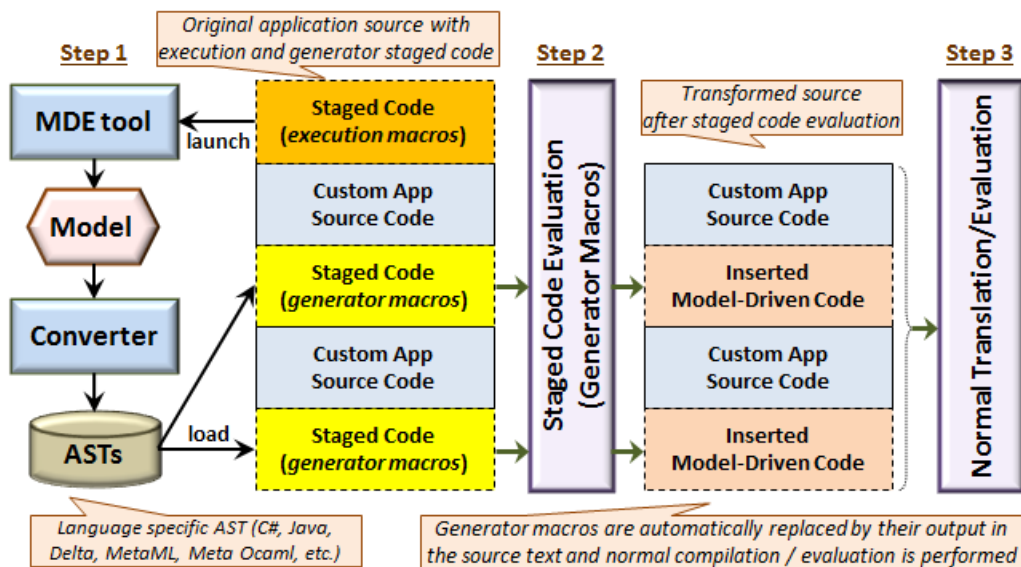 Step 1
Original application source with
execution and generator staged code
Step 2
Step 3
MDE tool
launch
Model
Converter
ASTs
load
Staged Code
(execution macros)
Custom App
Source Code
Staged Code
(generator macros)
Custom App
Source Code
Staged Code
(generator macros)
Staged Code Evaluation
(Generator Macros)
Transformed source
after staged code evaluation
Custom App
Source Code
Inserted
Model-Driven Code
Custom App
Source Code
Inserted
Model-Driven Code
Normal Translation/Evaluation
Language specific AST (C#, Java,
Delta, MetaML, Meta Ocaml, etc.)
Generator macros are automatically replaced by their output in
the source text and normal compilation / evaluation is performed